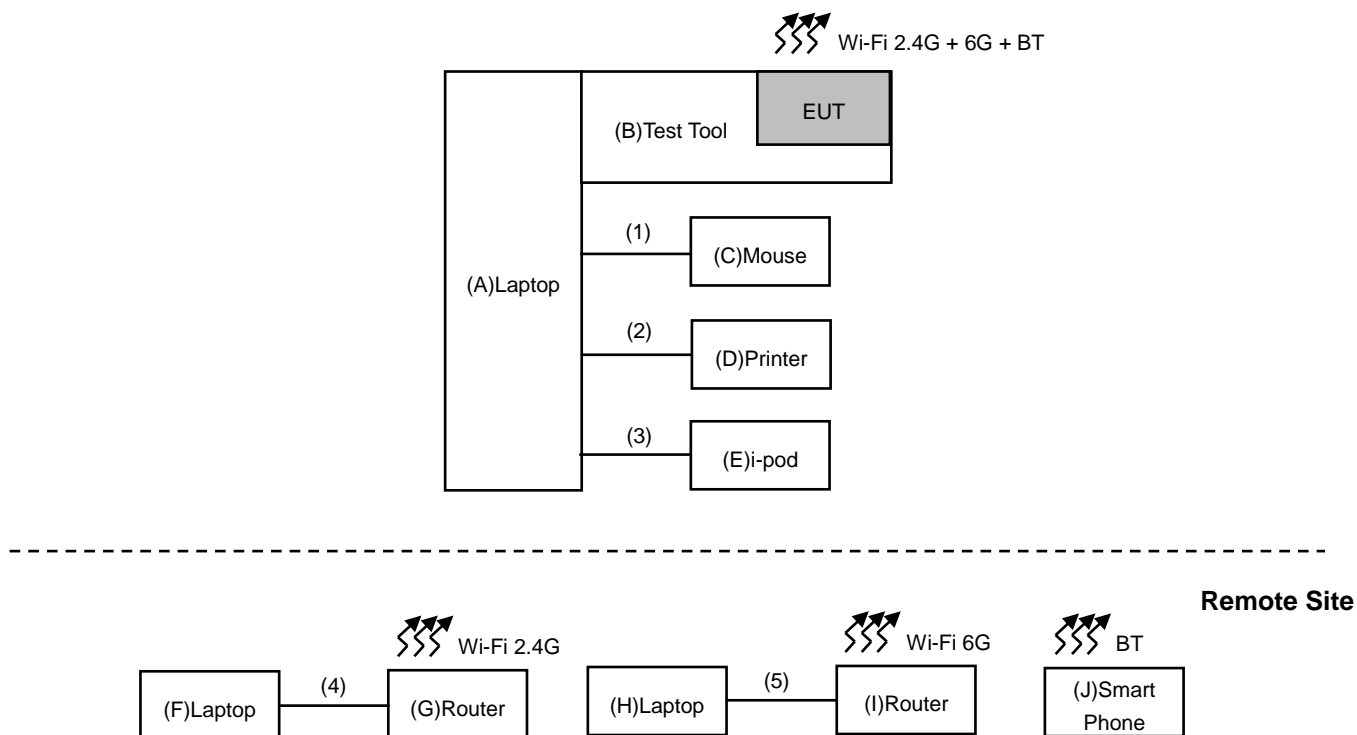 Wi-Fi 2.4G + 6G + BT
EUT
(B)Test Tool
(A)Laptop
(1)
(C)Mouse
(2)
(D)Printer
(3)
(E)i-pod
Remote Site
Wi-Fi 2.4G
Wi-Fi 6G
BT
(F)Laptop
(4)
(G)Router
(H)Laptop
(5)
(I)Router
(J)Smart
Phone